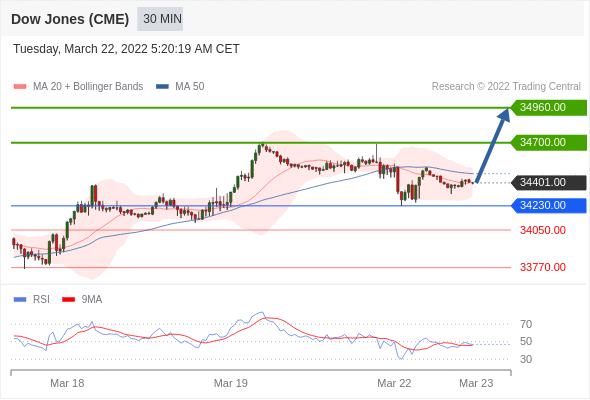 Dow Jones (CME) 30 MIN
Tuesday, March 22, 2022 5:20:19 AM CET
MA 20 + Bollinger Bands MA 50 Research © 2022 Trading Central
34960.00
34700.00
34401.00
34230.00
34050.00
33770.00
RSI 9MA
70
50
30
Mar 18 Mar 19 Mar 22 Mar 23